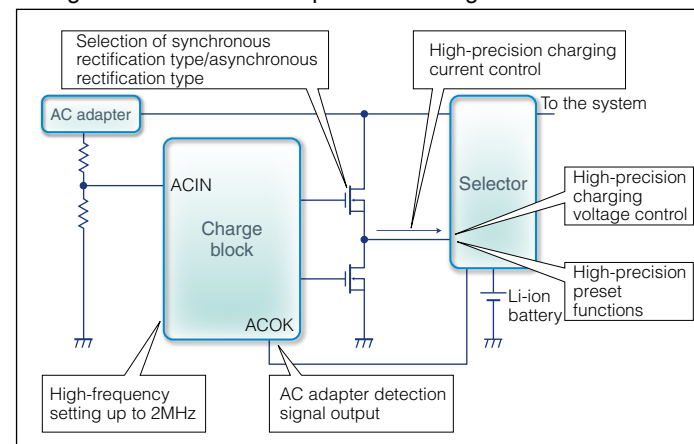 Selection of synchronous
rectification type/asynchronous
rectification type
High-precision charging
current control
AC adapter
To the system
ACIN
Charge
block
Selector
High-precision
charging
voltage control
High-precision
preset
functions
Li-ion
battery
ACOK
High-frequency
setting up to 2MHz
AC adapter detection
signal output